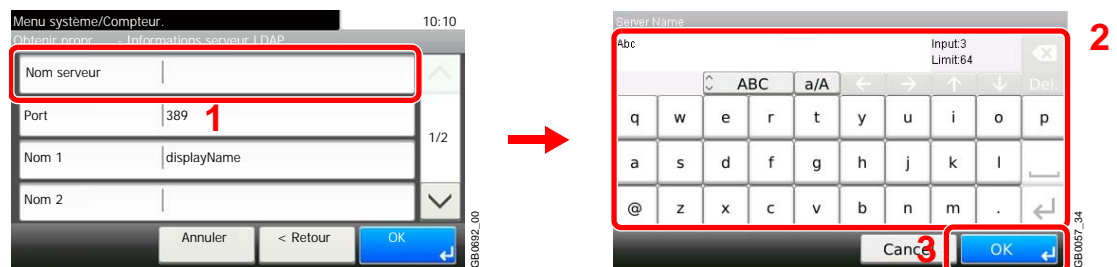 Menu système/Compteur.
10:10
Obtenir propr. - Informations serveur LDAP
Nom serveur
Port
389
1
1/2
Nom 1
displayName
Nom 2
Annuler
< Retour
OK
GB0692_00
Server Name
2
Abc
Input:3
Limit:64
ABC
a/A
Del.
q w e r t y u i o p
a s d f g h j k l
@ z x c v b n m .
Cancel
3
OK
GB0057_34